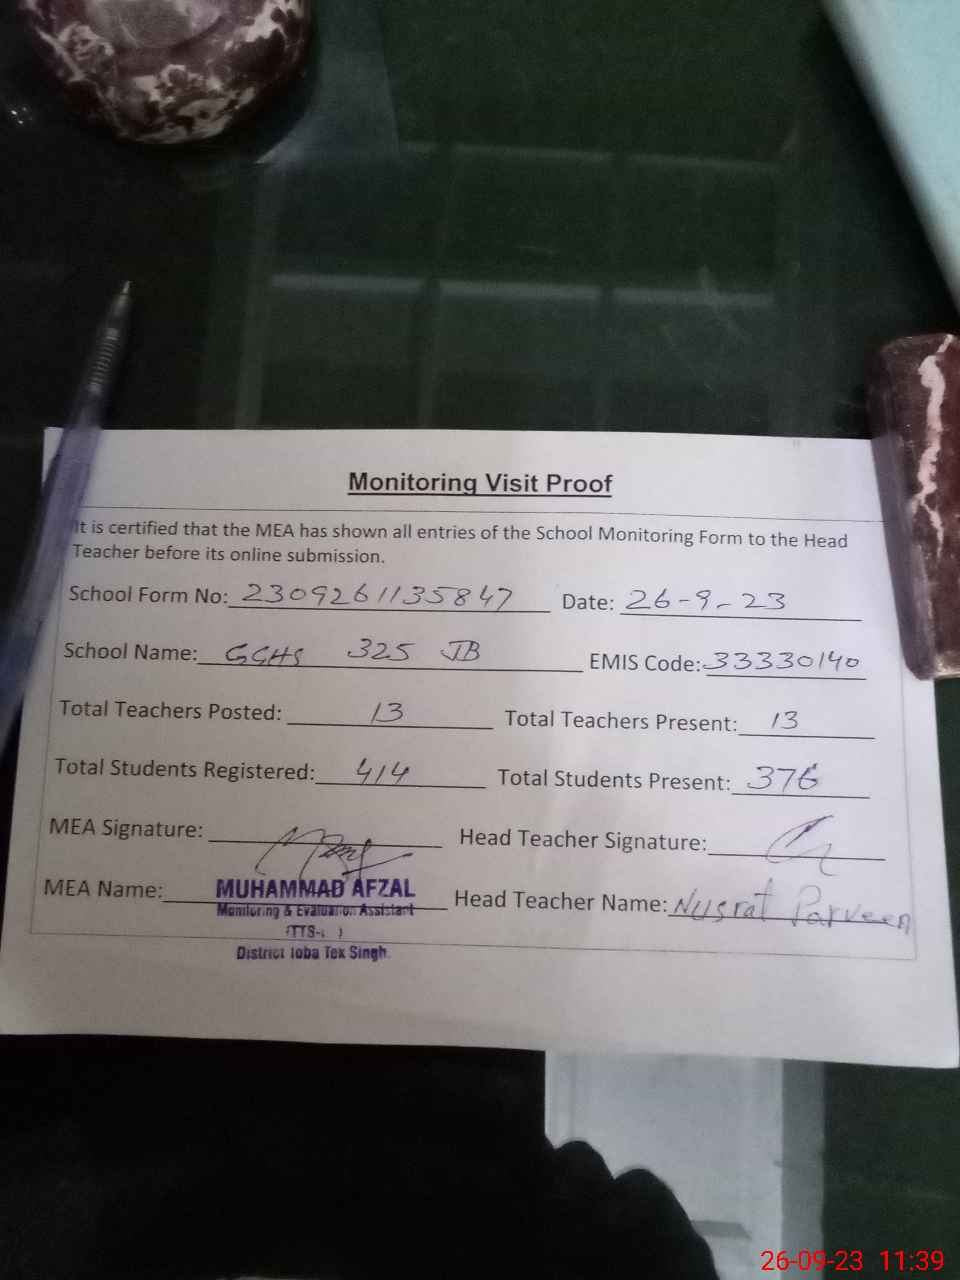 Monitoring Visit Proof
It is certified that the MEA has shown all entries of the School Monitoring Form to the Head
Teacher before its online submission.
School Form No: 2309261135847 Date: 26-9-23
School Name: GGHS 325 JB EMIS Code: 33330140
Total Teachers Posted: 13 Total Teachers Present: 13
Total Students Registered: 414 Total Students Present: 376
MEA Signature: Head Teacher Signature:
MEA Name: MUHAMMAD AFZAL Head Teacher Name: Nusrat Parveen
Monitoring & Evaluation Assistant
District Toba Tek Singh.
26-09-23 11:39